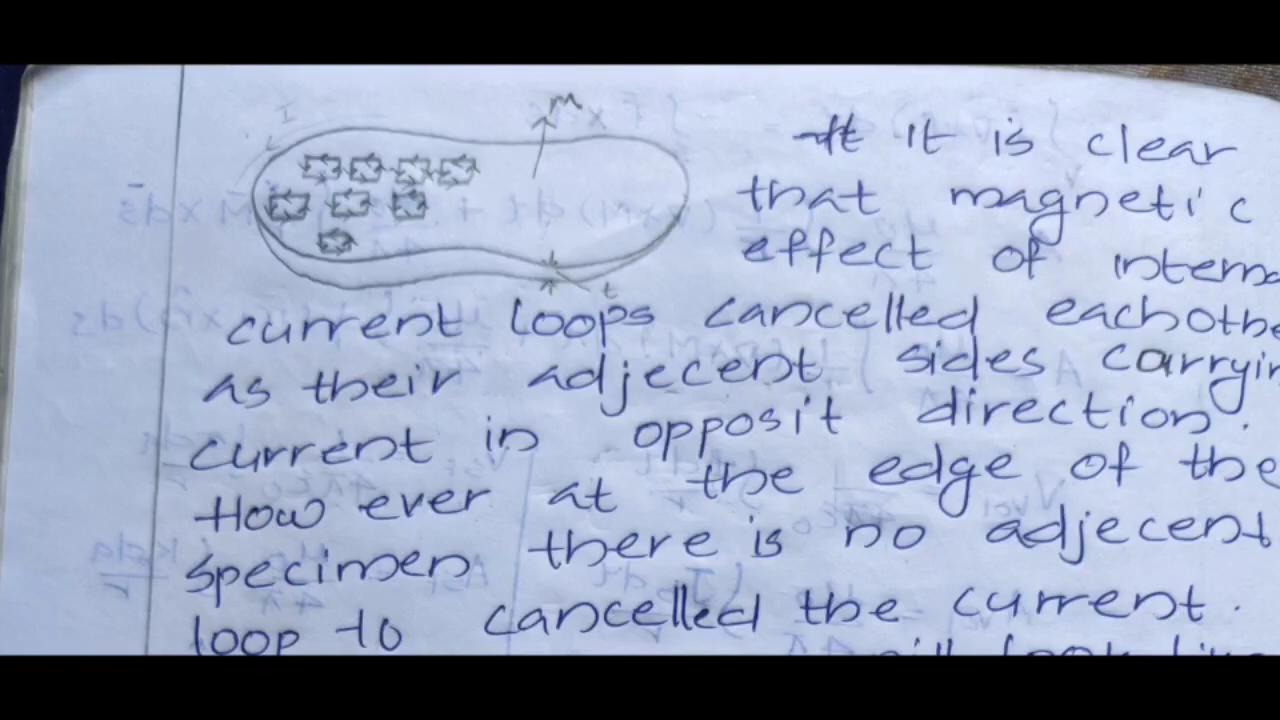 I
M
t
It is clear
that magnetic
effect of interna
current loops cancelled eachothe
as their adjecent sides carryin
current in opposit direction.
How ever at the edge of the
specimen there is no adjecent
loop to cancelled the current.